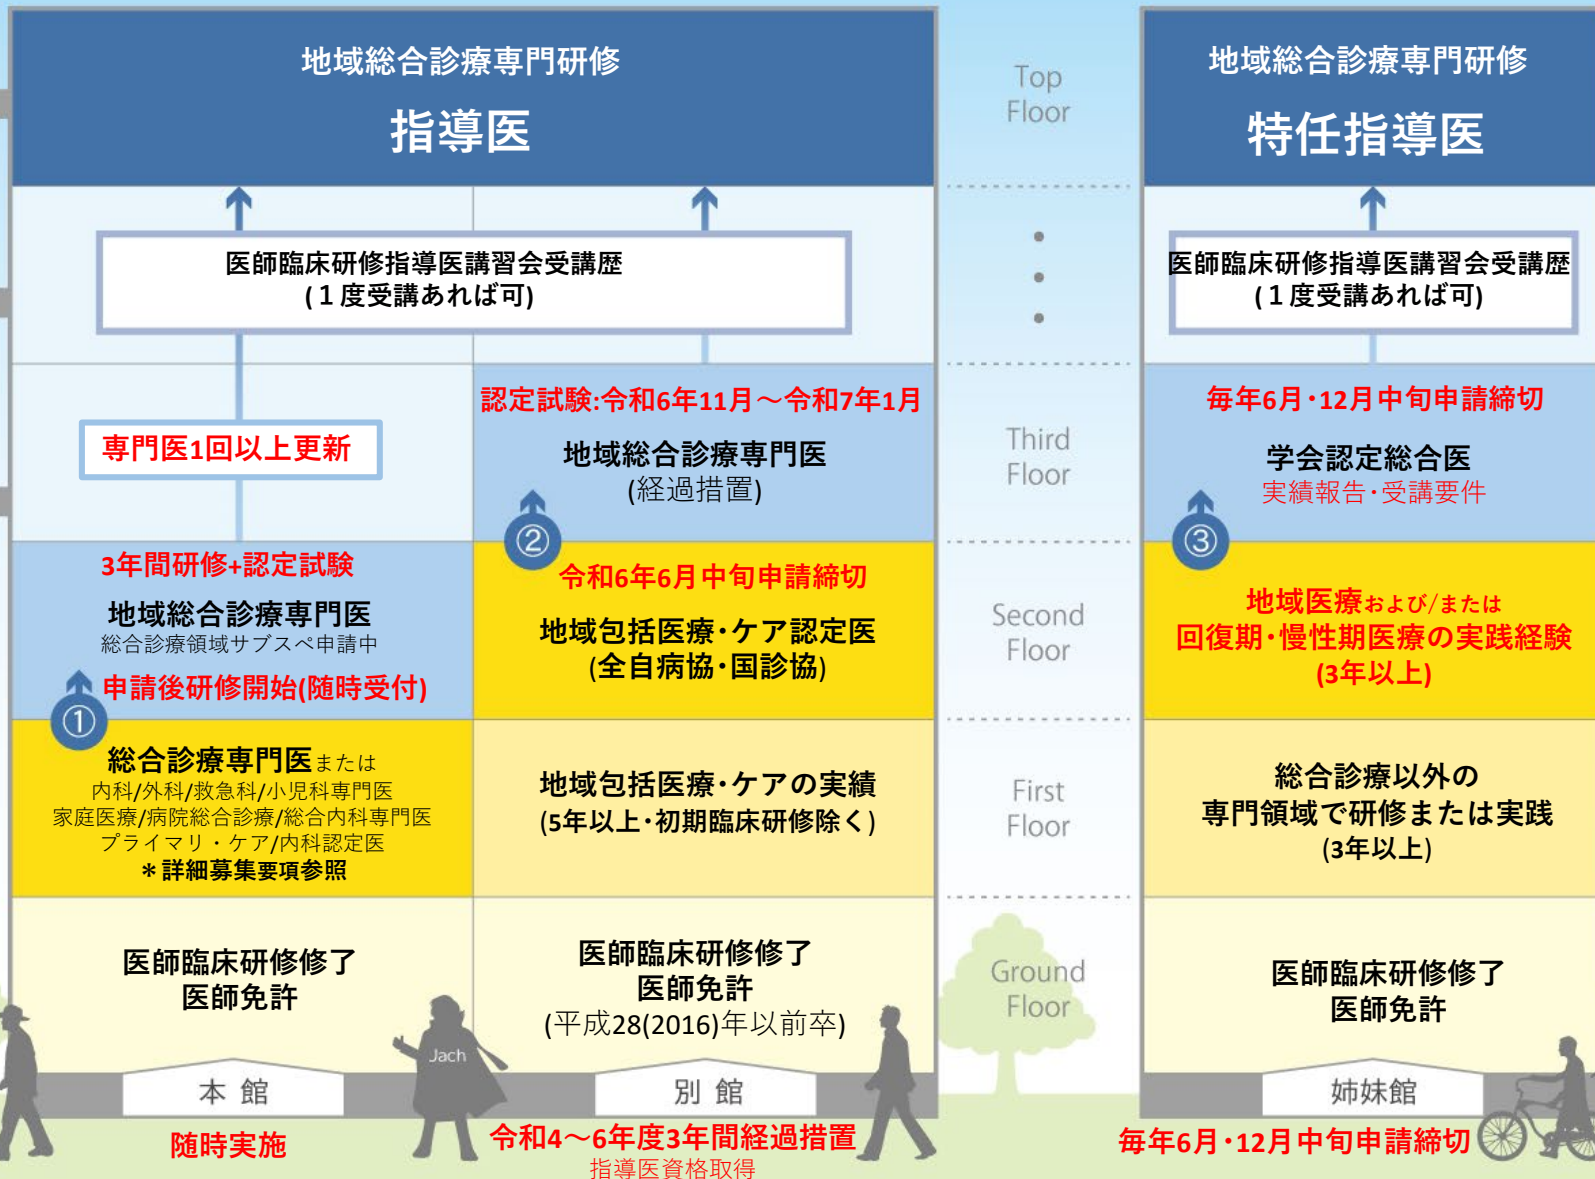 地域総合診療専門研修
指導医
医師臨床研修指導医講習会受講歴
(１度受講あれば可)
専門医1回以上更新
3年間研修+認定試験
地域総合診療専門医
総合診療領域サブスペ申請中
申請後研修開始(随時受付)
①
総合診療専門医または
内科/外科/救急科/小児科専門医
家庭医療/病院総合診療/総合内科専門医
プライマリ・ケア/内科認定医
＊詳細募集要項参照
医師臨床研修修了
医師免許
本 館
随時実施
認定試験:令和6年11月～令和7年1月
地域総合診療専門医
(経過措置)
②
令和6年6月中旬申請締切
地域包括医療･ケア認定医
(全自病協･国診協)
地域包括医療･ケアの実績
(5年以上･初期臨床研修除く)
医師臨床研修修了
医師免許
(平成28(2016)年以前卒)
Jach
別 館
令和4～6年度3年間経過措置
指導医資格取得
Top
Floor
Third
Floor
Second
Floor
First
Floor
Ground
Floor
地域総合診療専門研修
特任指導医
医師臨床研修指導医講習会受講歴
(１度受講あれば可)
毎年6月･12月中旬申請締切
学会認定総合医
実績報告･受講要件
③
地域医療および/または
回復期･慢性期医療の実践経験
(3年以上)
総合診療以外の
専門領域で研修または実践
(3年以上)
医師臨床研修修了
医師免許
姉妹館
毎年6月･12月中旬申請締切